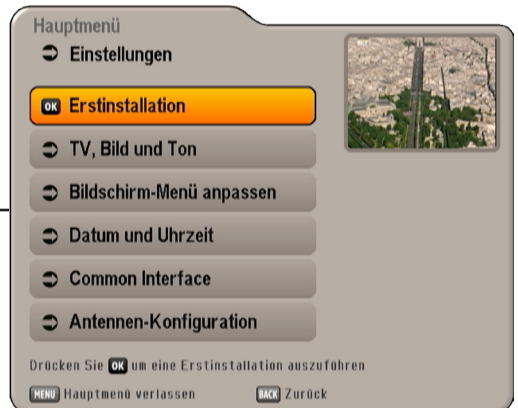 Hauptmenü
Einstellungen
OK Erstinstallation
TV, Bild und Ton
Bildschirm-Menü anpassen
Datum und Uhrzeit
Common Interface
Antennen-Konfiguration
Drücken Sie OK um eine Erstinstallation auszuführen
MENU Hauptmenü verlassen BACK Zurück